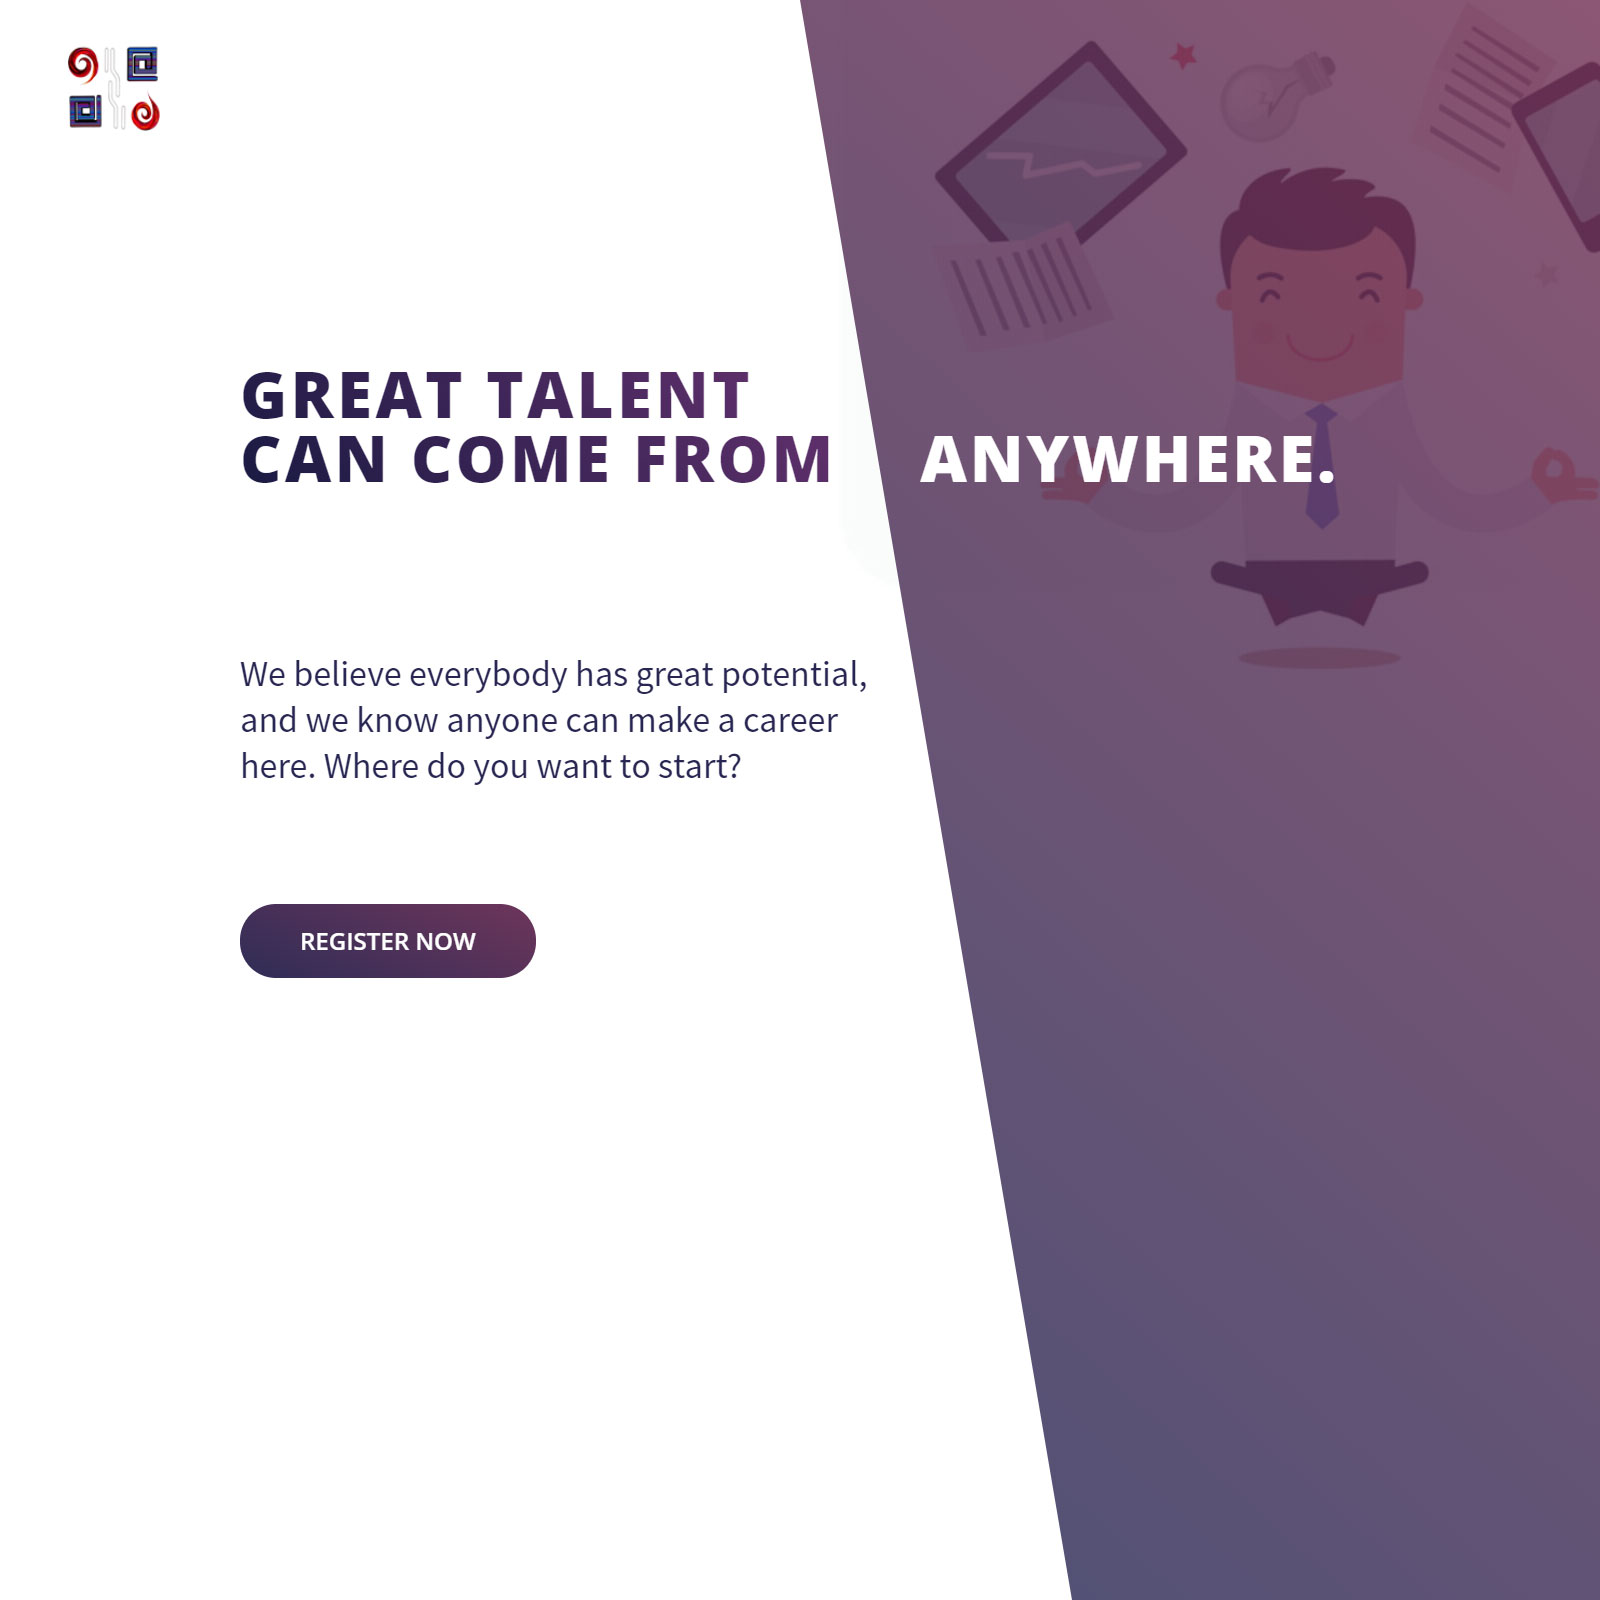 GREAT TALENT
CAN COME FROM ANYWHERE.
We believe everybody has great potential,
and we know anyone can make a career
here. Where do you want to start?
REGISTER NOW